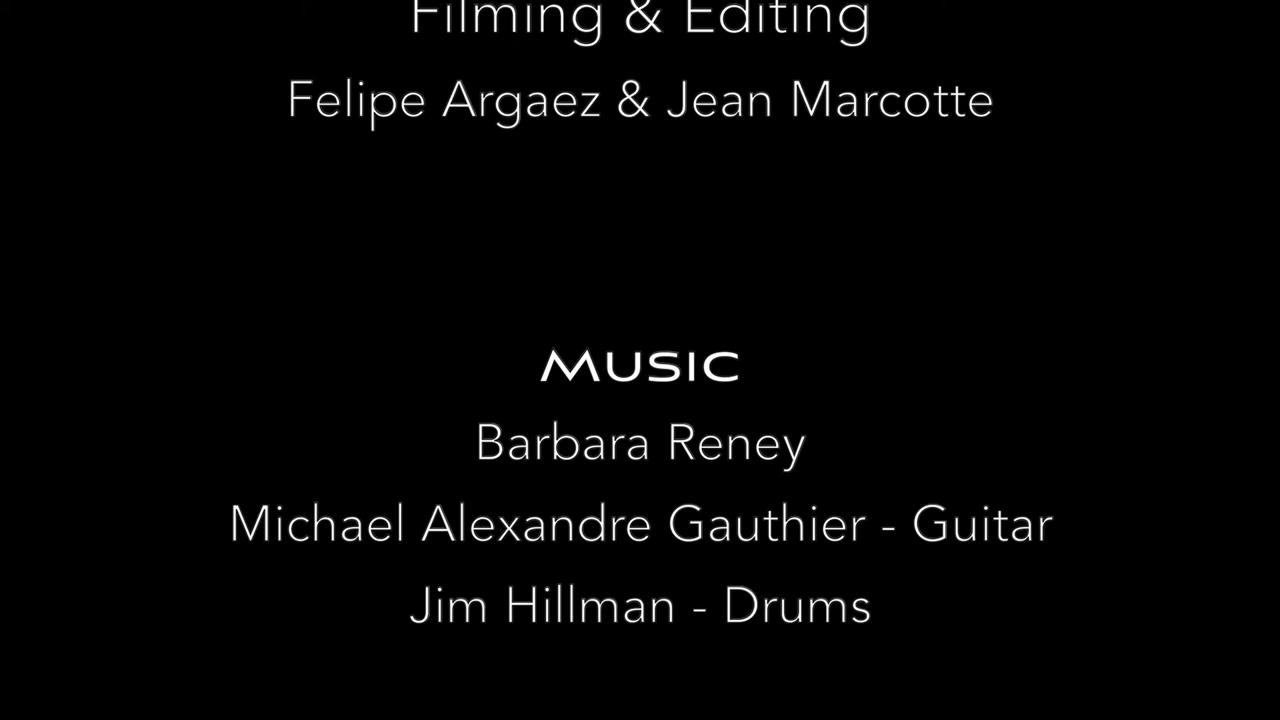 Filming & Editing
Felipe Argaez & Jean Marcotte
MUSIC
Barbara Reney
Michael Alexandre Gauthier - Guitar
Jim Hillman - Drums